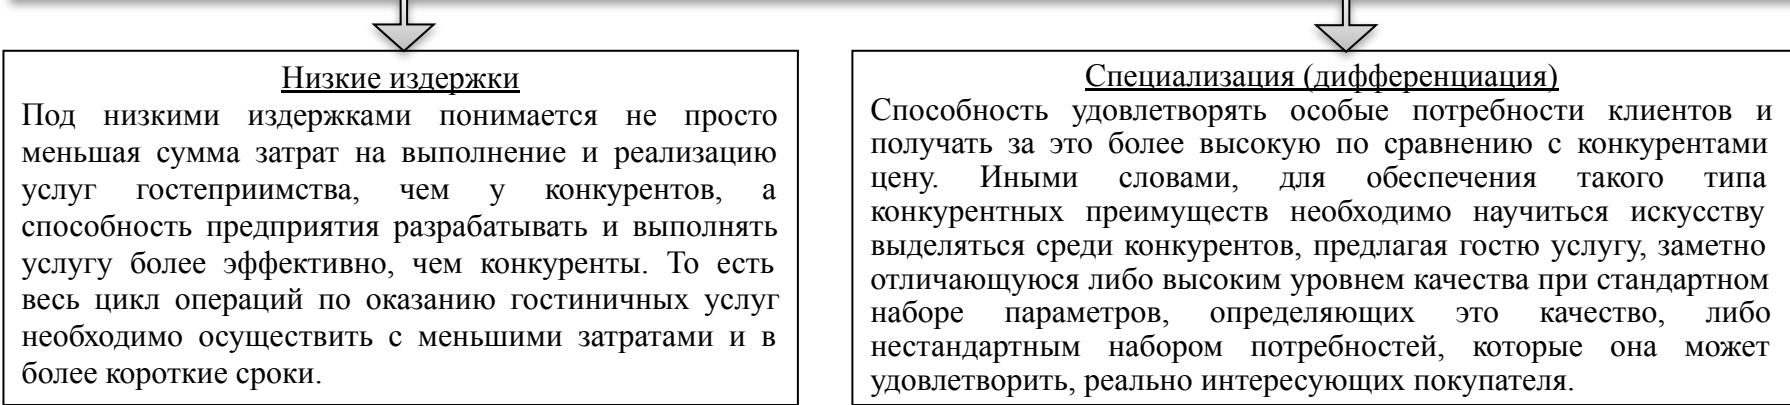 Низкие издержки
Под низкими издержками понимается не просто
меньшая сумма затрат на выполнение и реализацию
услуг гостеприимства, чем у конкурентов, а
способность предприятия разрабатывать и выполнять
услугу более эффективно, чем конкуренты. То есть
весь цикл операций по оказанию гостиничных услуг
необходимо осуществить с меньшими затратами и в
более короткие сроки.
Специализация (дифференциация)
Способность удовлетворять особые потребности клиентов и
получать за это более высокую по сравнению с конкурентами
цену. Иными словами, для обеспечения такого типа
конкурентных преимуществ необходимо научиться искусству
выделяться среди конкурентов, предлагая гостю услугу, заметно
отличающуюся либо высоким уровнем качества при стандартном
наборе параметров, определяющих это качество, либо
нестандартным набором потребностей, которые она может
удовлетворить, реально интересующих покупателя.